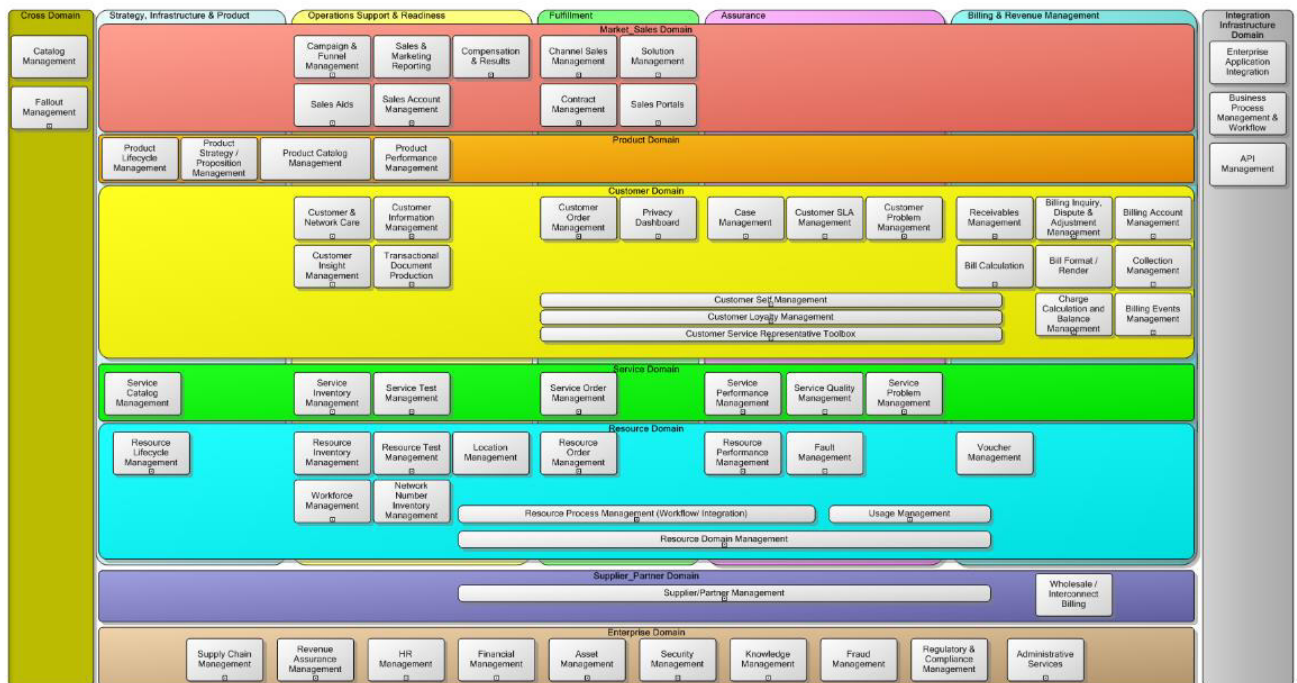 Cross Domain
Strategy, Infrastructure & Product
Operations Support & Readiness
Fulfillment
Assurance
Billing & Revenue Management
Integration
Infrastructure
Domain
Catalog
Management
Fallout
Management
Market_Sales Domain
Campaign &
Funnel
Management
Sales &
Marketing
Reporting
Compensation
& Results
Channel Sales
Management
Solution
Management
Sales Aids
Sales Account
Management
Contract
Management
Sales Portals
Enterprise
Application
Integration
Business
Process
Management &
Workflow
API
Management
Product Domain
Product
Lifecycle
Management
Product
Strategy /
Proposition
Management
Product Catalog
Management
Product
Performance
Management
Customer Domain
Customer &
Network Care
Customer
Information
Management
Customer
Order
Management
Privacy
Dashboard
Case
Management
Customer SLA
Management
Customer
Problem
Management
Receivables
Management
Billing Inquiry,
Dispute &
Adjustment
Management
Billing Account
Management
Customer
Insight
Management
Transactional
Document
Production
Bill Calculation
Bill Format /
Render
Collection
Management
Customer Self Management
Customer Loyalty Management
Customer Service Representative Toolbox
Charge
Calculation and
Balance
Management
Billing Events
Management
Service Domain
Service
Catalog
Management
Service
Inventory
Management
Service Test
Management
Service Order
Management
Service
Performance
Management
Service Quality
Management
Service
Problem
Management
Resource Domain
Resource
Lifecycle
Management
Resource
Inventory
Management
Resource Test
Management
Location
Management
Resource
Order
Management
Resource
Performance
Management
Fault
Management
Voucher
Management
Workforce
Management
Network
Number
Inventory
Management
Resource Process Management (Workflow/ Integration)
Usage Management
Resource Domain Management
Supplier_Partner Domain
Supplier/Partner Management
Wholesale /
Interconnect
Billing
Enterprise Domain
Supply Chain
Management
Revenue
Assurance
Management
HR
Management
Financial
Management
Asset
Management
Security
Management
Knowledge
Management
Fraud
Management
Regulatory &
Compliance
Management
Administrative
Services